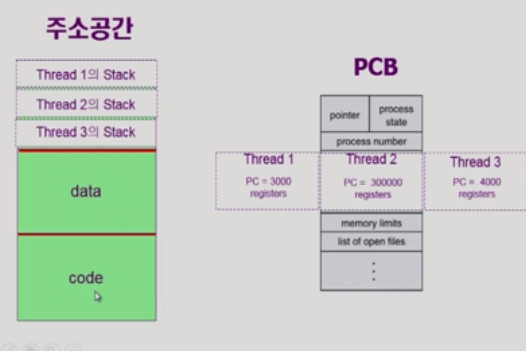 주소공간
Thread 1의 Stack
Thread 2의 Stack
Thread 3의 Stack
data
code
PCB
pointer
process
state
process number
Thread 1
PC = 3000
registers
Thread 2
PC = 300000
registers
Thread 3
PC = 4000
registers
memory limits
list of open files